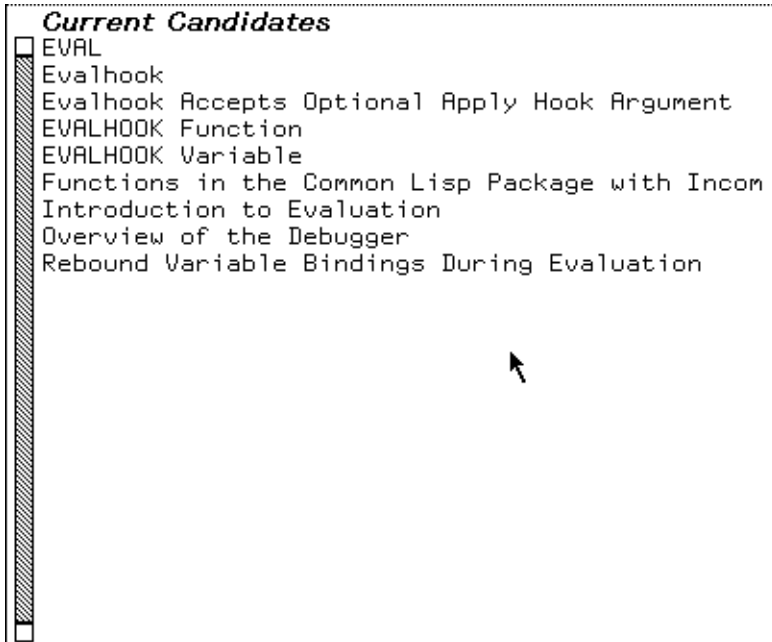 Current Candidates
EVAL
Evalhook
Evalhook Accepts Optional Apply Hook Argument
EVALHOOK Function
EVALHOOK Variable
Functions in the Common Lisp Package with Incom
Introduction to Evaluation
Overview of the Debugger
Rebound Variable Bindings During Evaluation